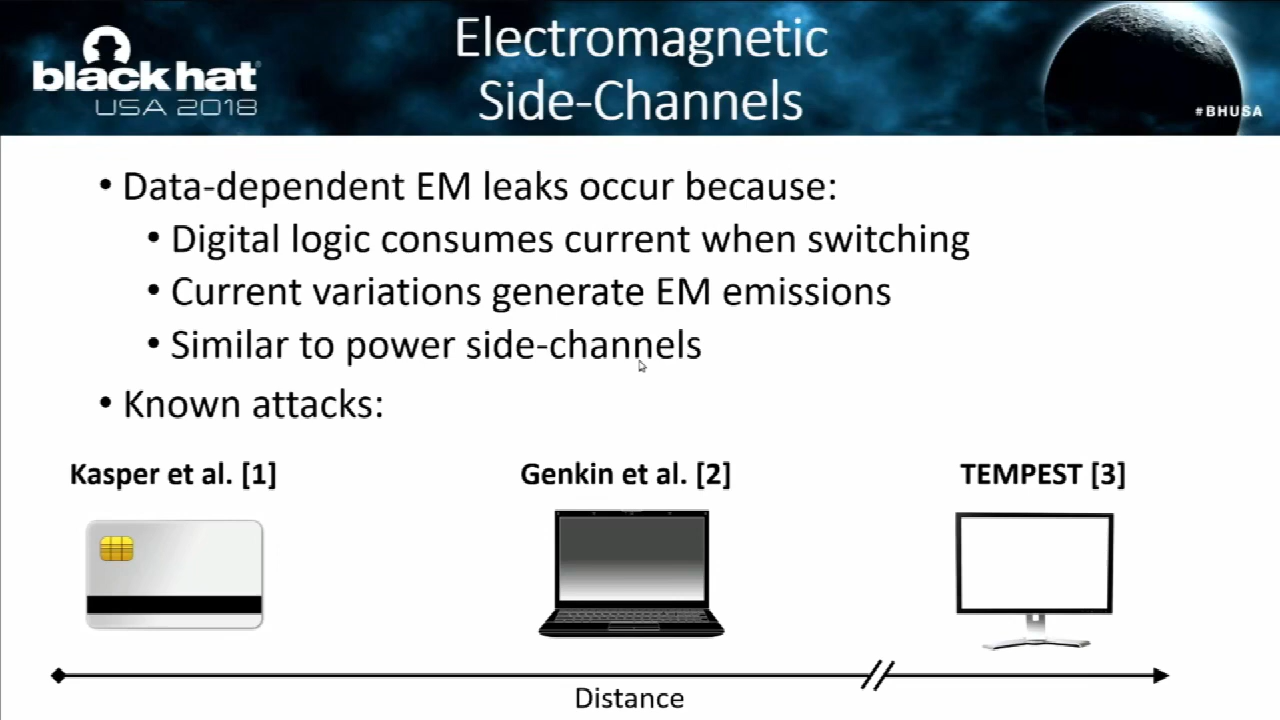 black hat
USA 2018
Electromagnetic
Side-Channels
#BHUSA
• Data-dependent EM leaks occur because:
• Digital logic consumes current when switching
• Current variations generate EM emissions
• Similar to power side-channels
• Known attacks:
Kasper et al. [1]
Genkin et al. [2]
TEMPEST [3]
Distance